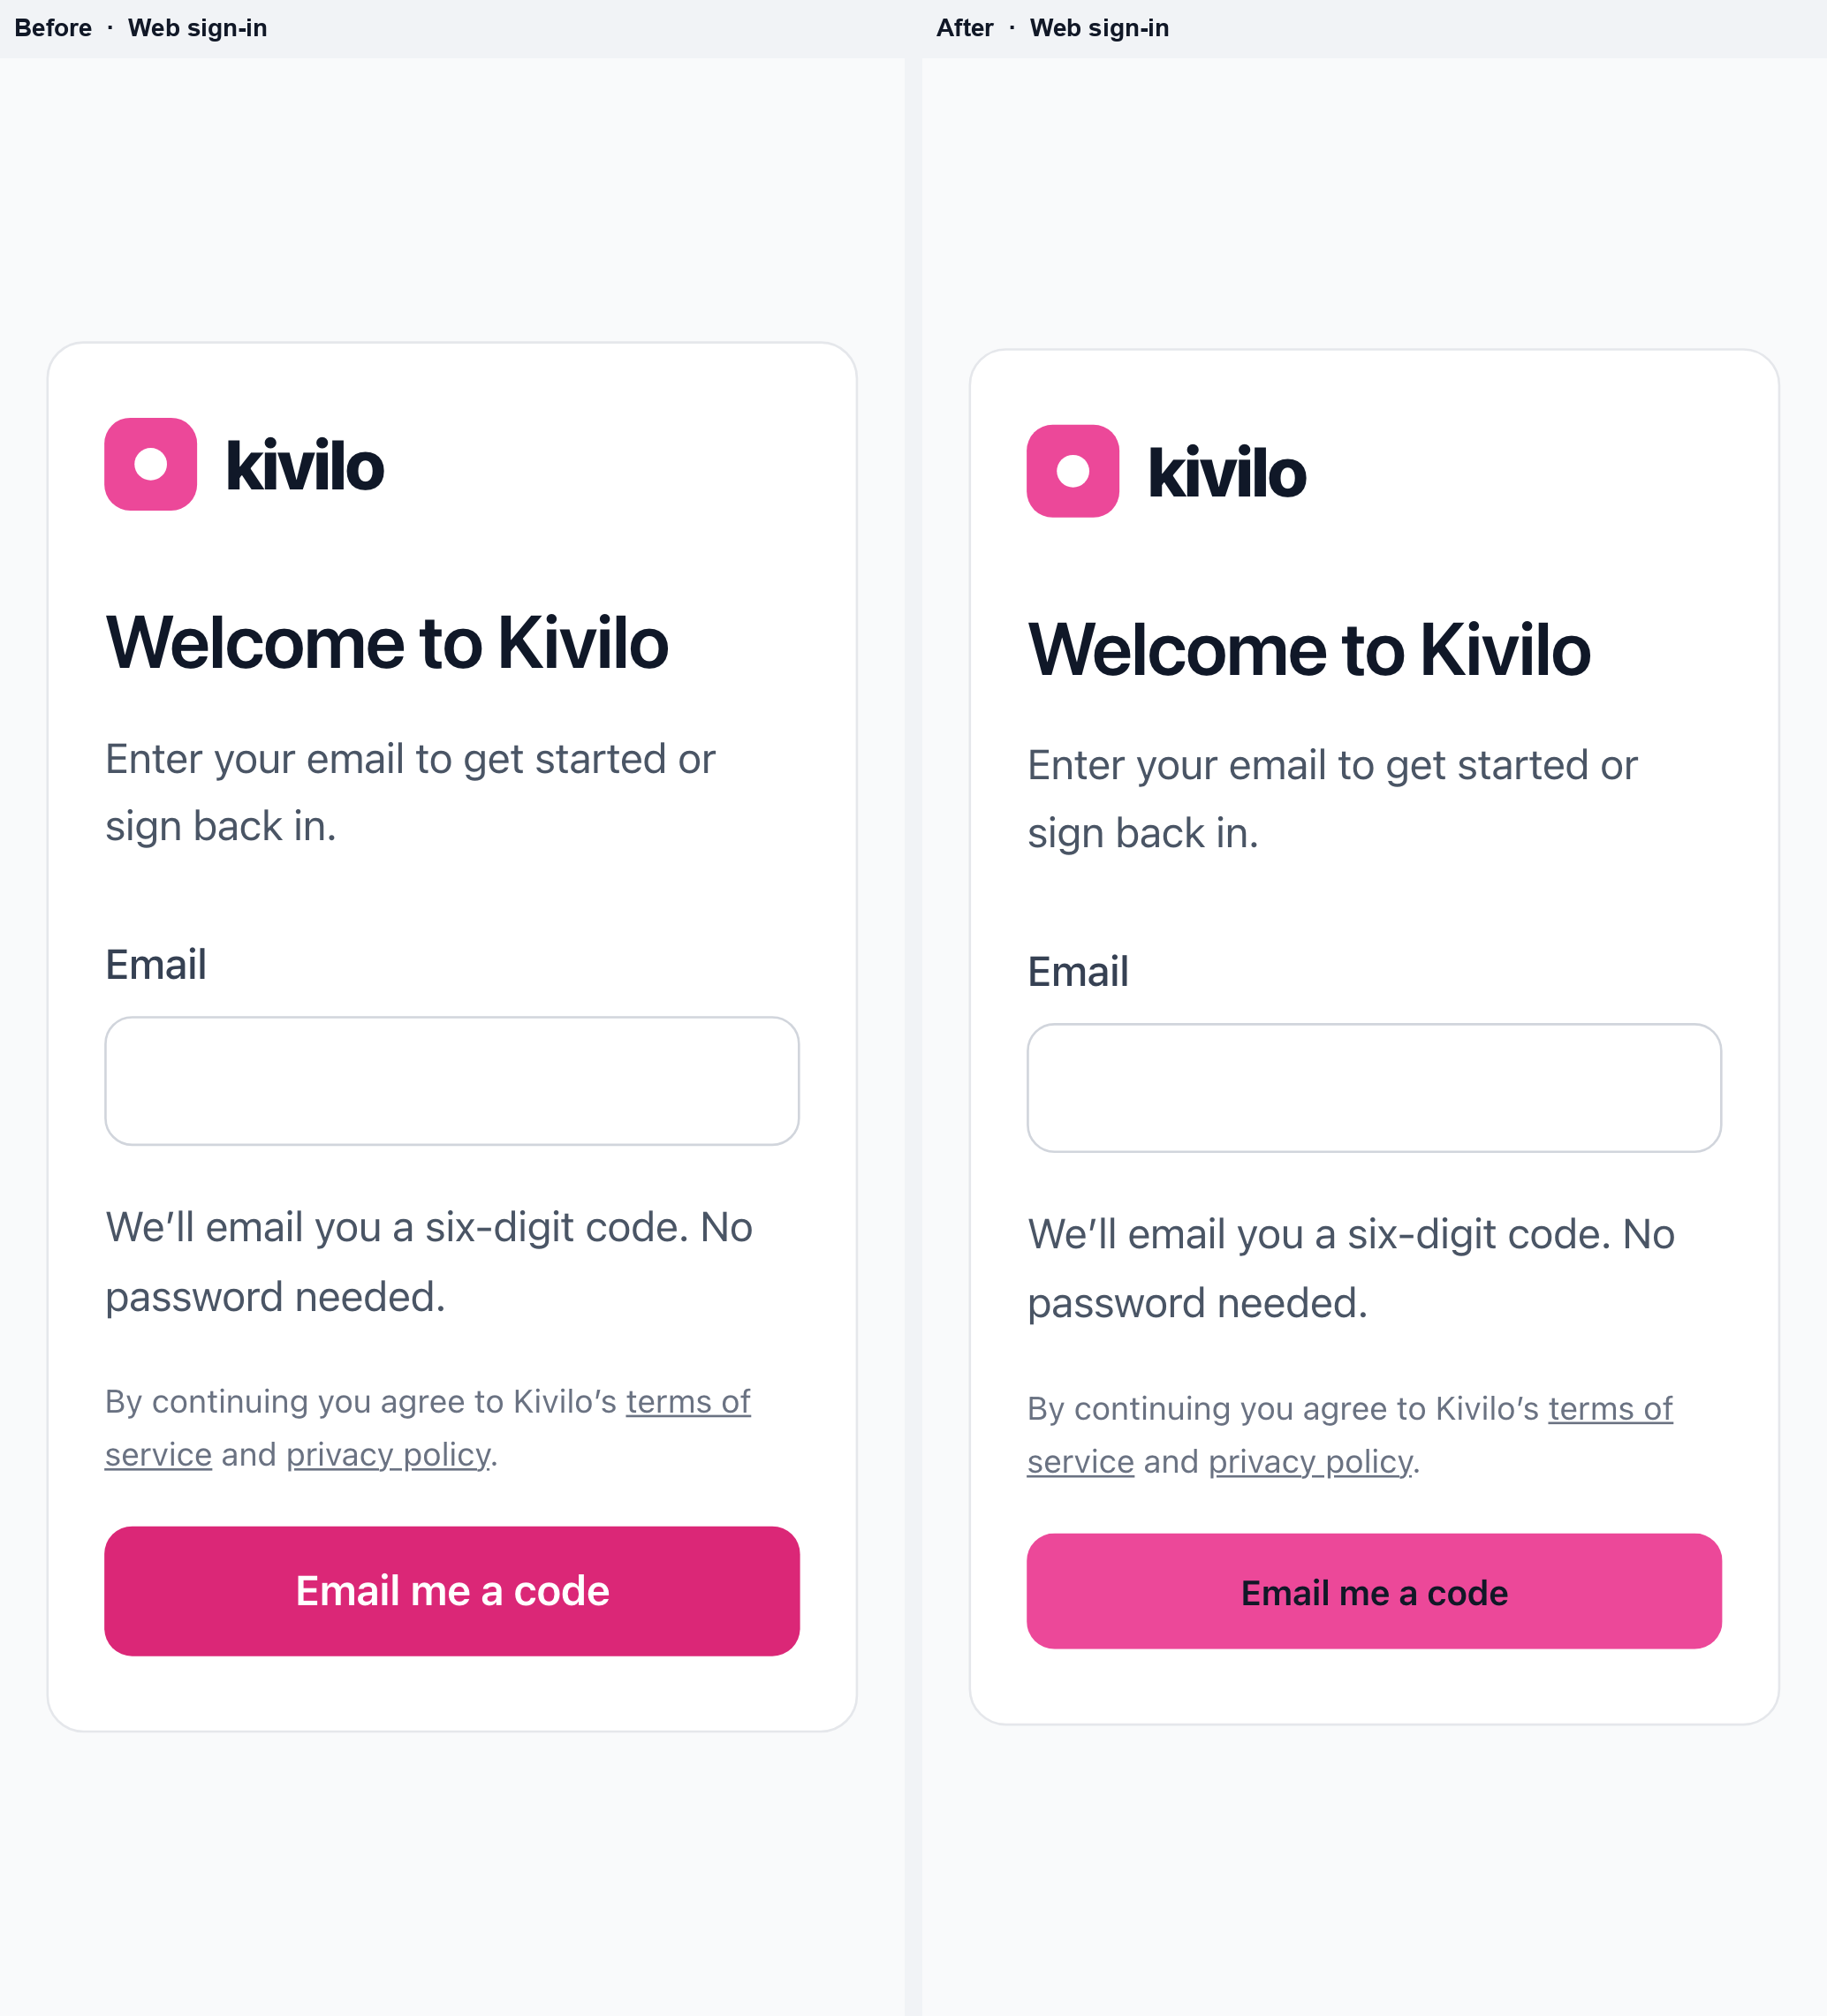 Before · Web sign-in
kivilo
Welcome to Kivilo
Enter your email to get started or
sign back in.
Email
We’ll email you a six-digit code. No
password needed.
By continuing you agree to Kivilo’s terms of
service and privacy policy.
Email me a code
After · Web sign-in
kivilo
Welcome to Kivilo
Enter your email to get started or
sign back in.
Email
We’ll email you a six-digit code. No
password needed.
By continuing you agree to Kivilo’s terms of
service and privacy policy.
Email me a code